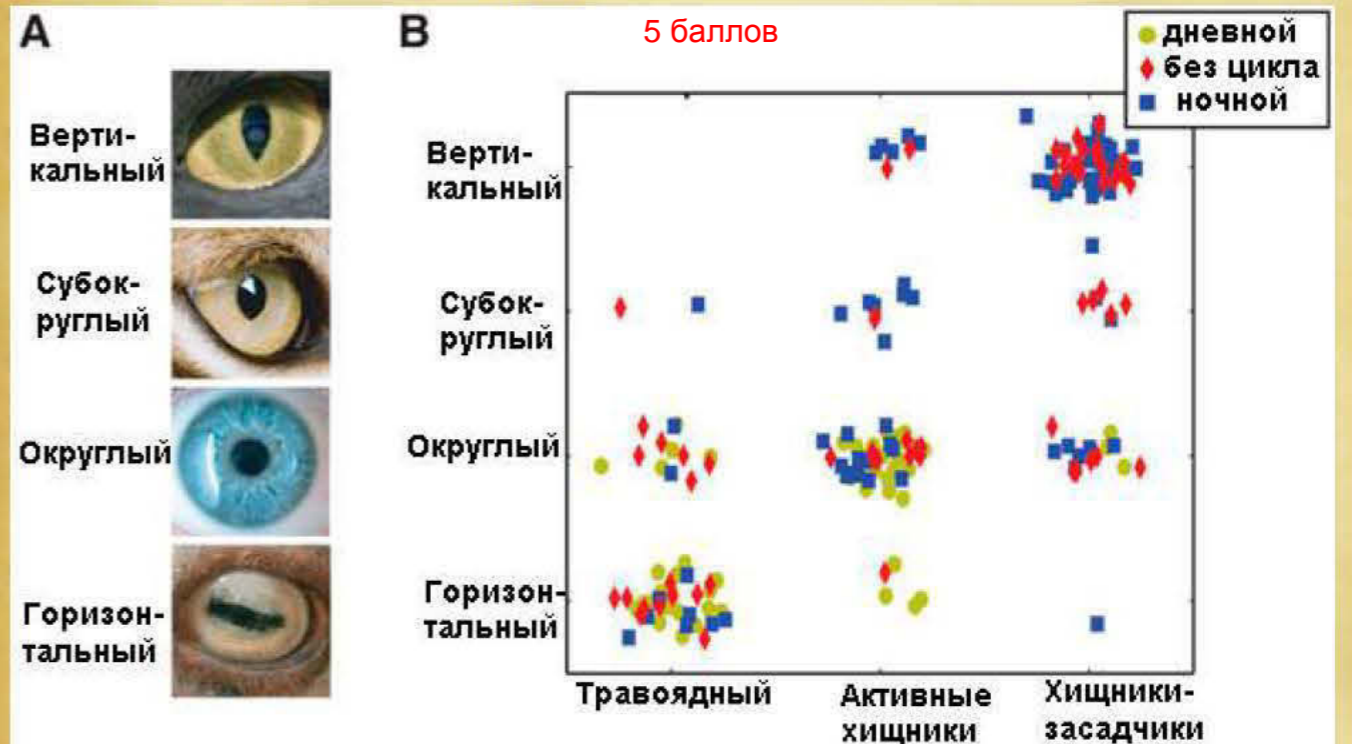 A
Верти-
кальный
Субок-
руглый
Округлый
Горизон-
тальный
B
5 баллов
дневной
без цикла
ночной
Верти-
кальный
Субок-
руглый
Округлый
Горизон-
тальный
Травоядный
Активные
хищники
Хищники-
засадчики